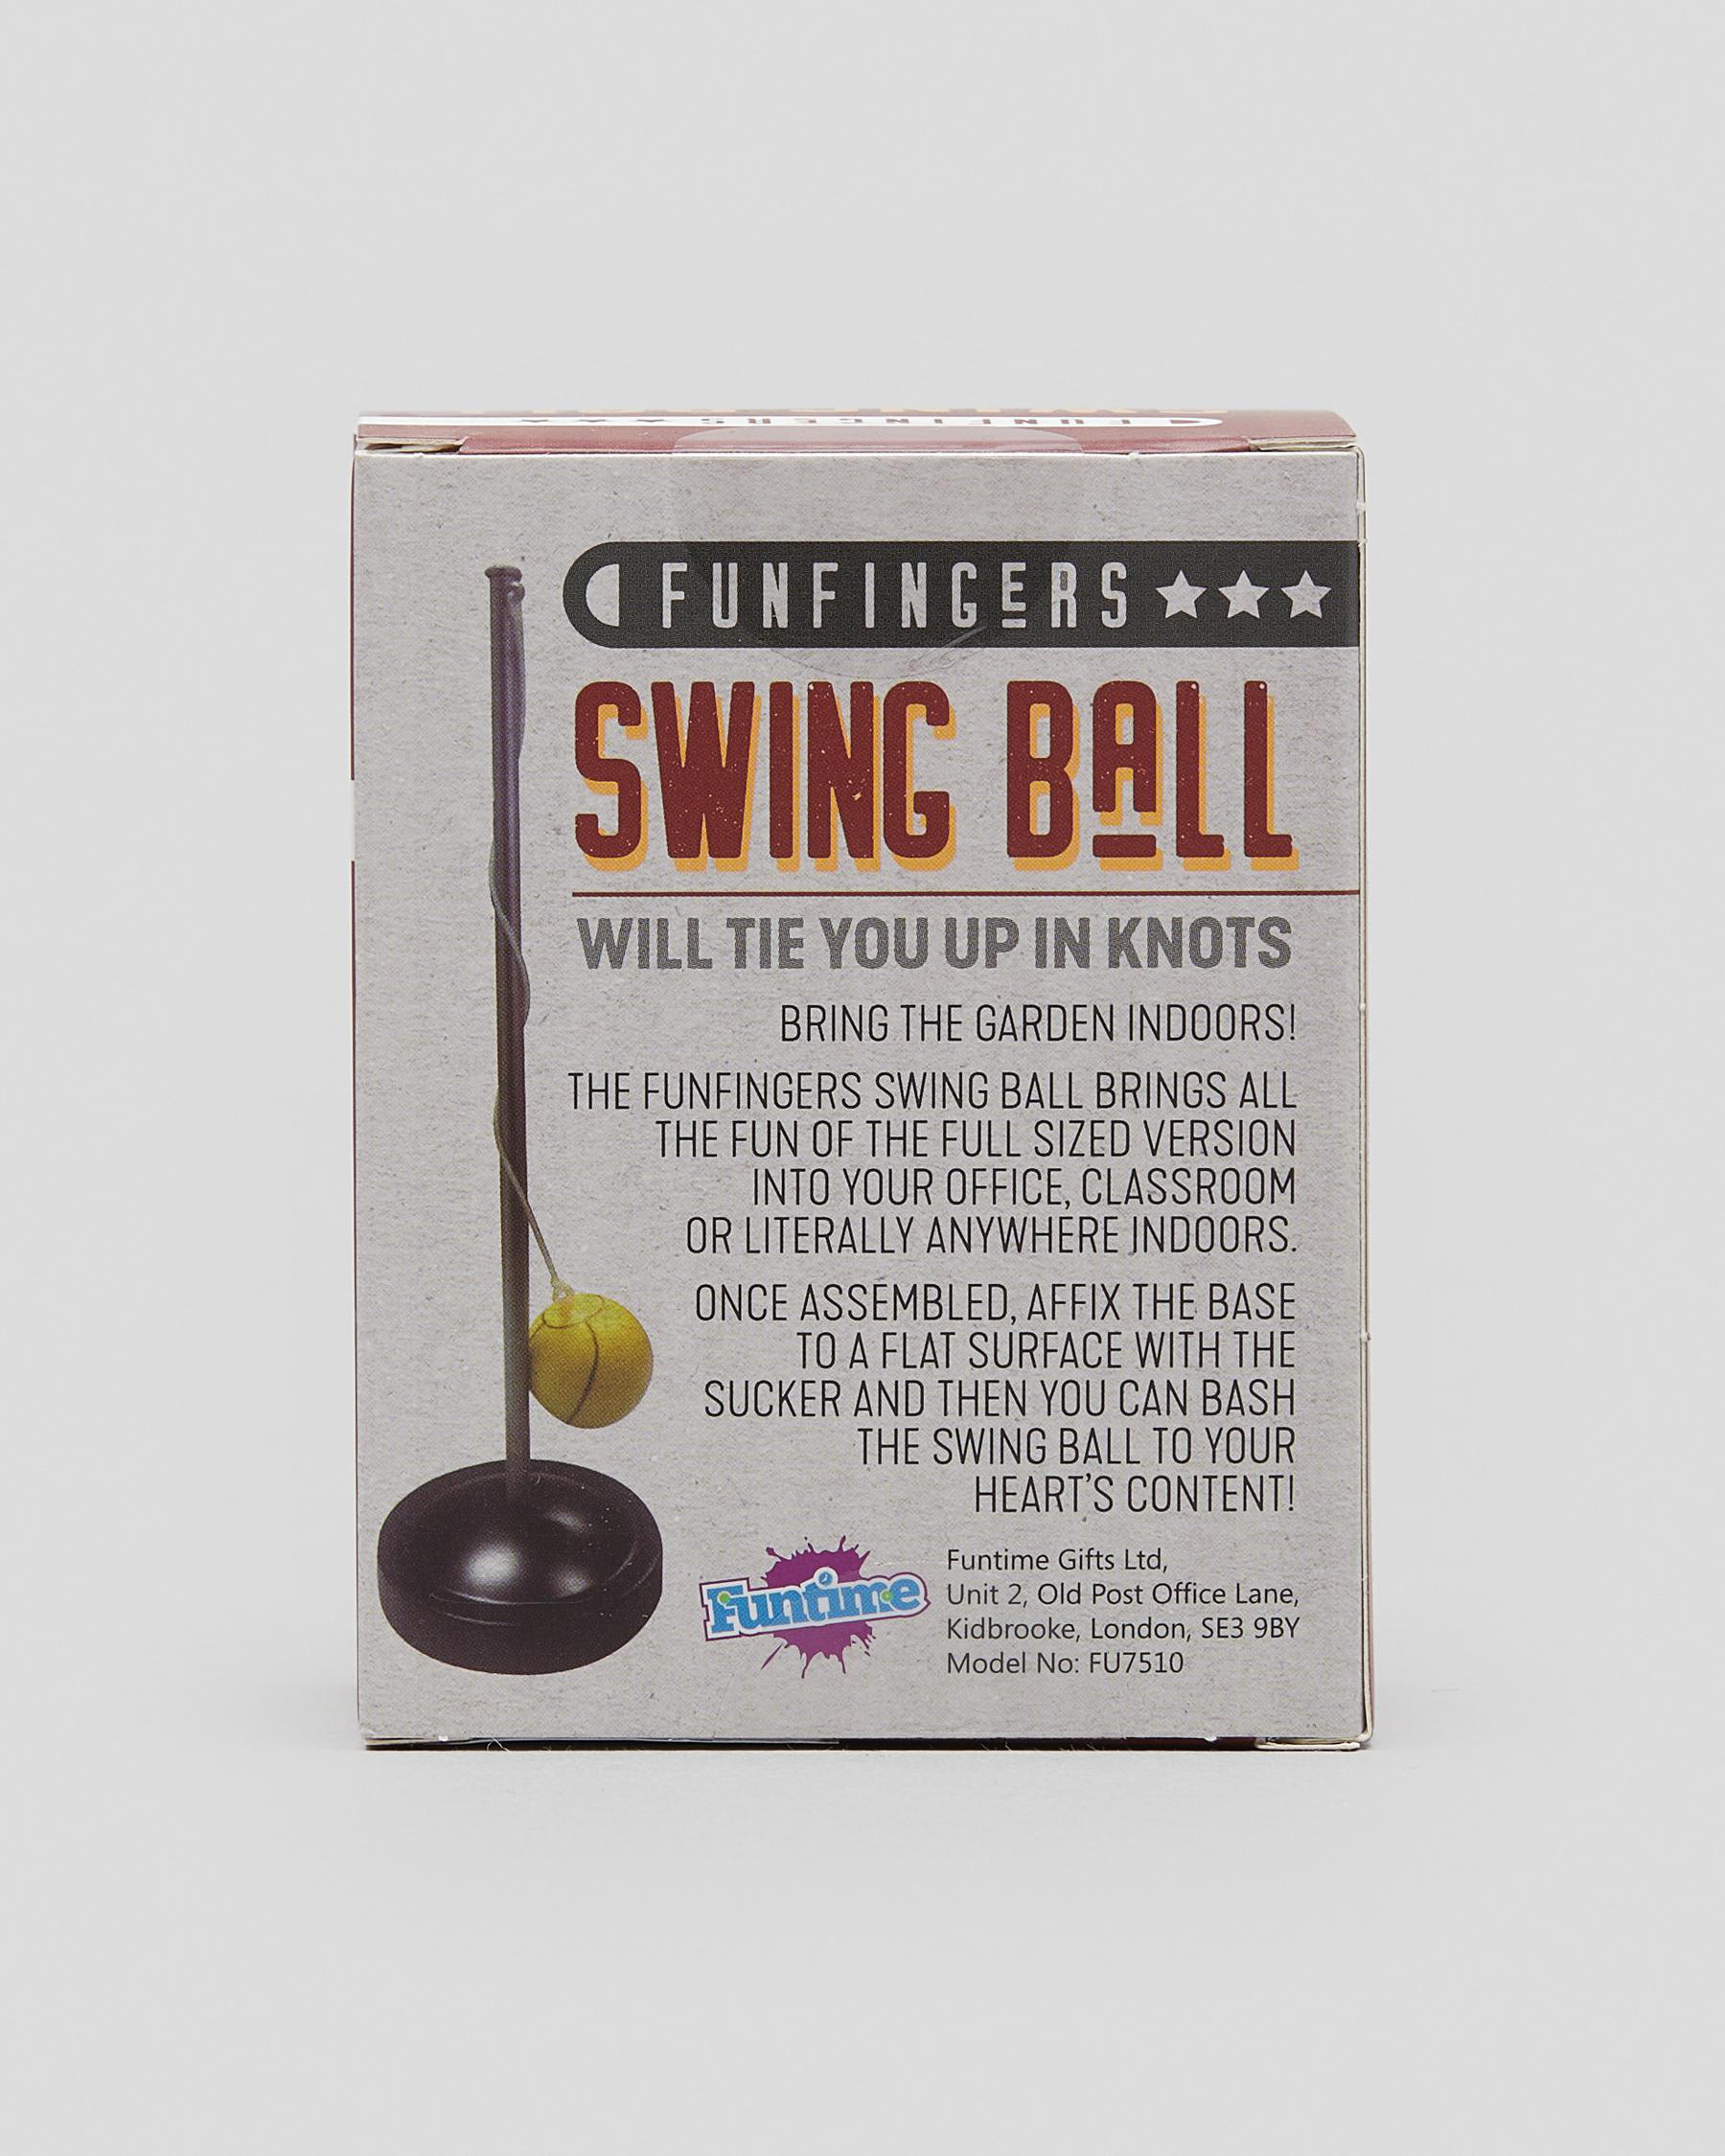 FUNFINGERS
FUNFINGERS
SWING BALL
WILL TIE YOU UP IN KNOTS
BRING THE GARDEN INDOORS!
THE FUNFINGERS SWING BALL BRINGS ALL
THE FUN OF THE FULL SIZED VERSION
INTO YOUR OFFICE, CLASSROOM
OR LITERALLY ANYWHERE INDOORS.
ONCE ASSEMBLED, AFFIX THE BASE
TO A FLAT SURFACE WITH THE
SUCKER AND THEN YOU CAN BASH
THE SWING BALL TO YOUR
HEART'S CONTENT!
Funtime
Funtime Gifts Ltd,
Unit 2, Old Post Office Lane,
Kidbrooke, London, SE3 9BY
Model No: FU7510